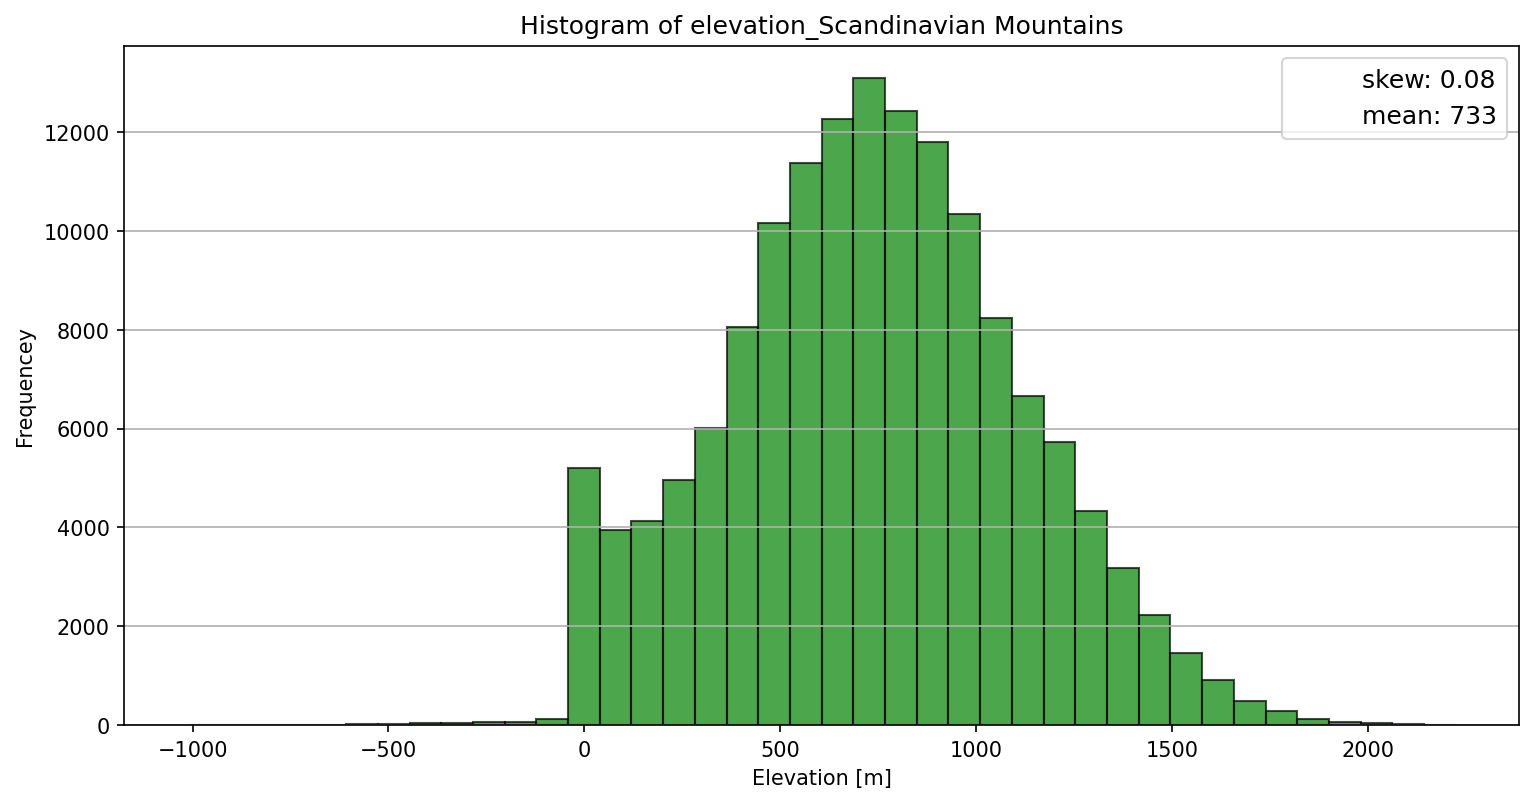 Histogram of elevation_Scandinavian Mountains
skew: 0.08
mean: 733
12000
10000
8000
6000
4000
2000
0
Frequencey
−1000
−500
0
500
1000
1500
2000
Elevation [m]